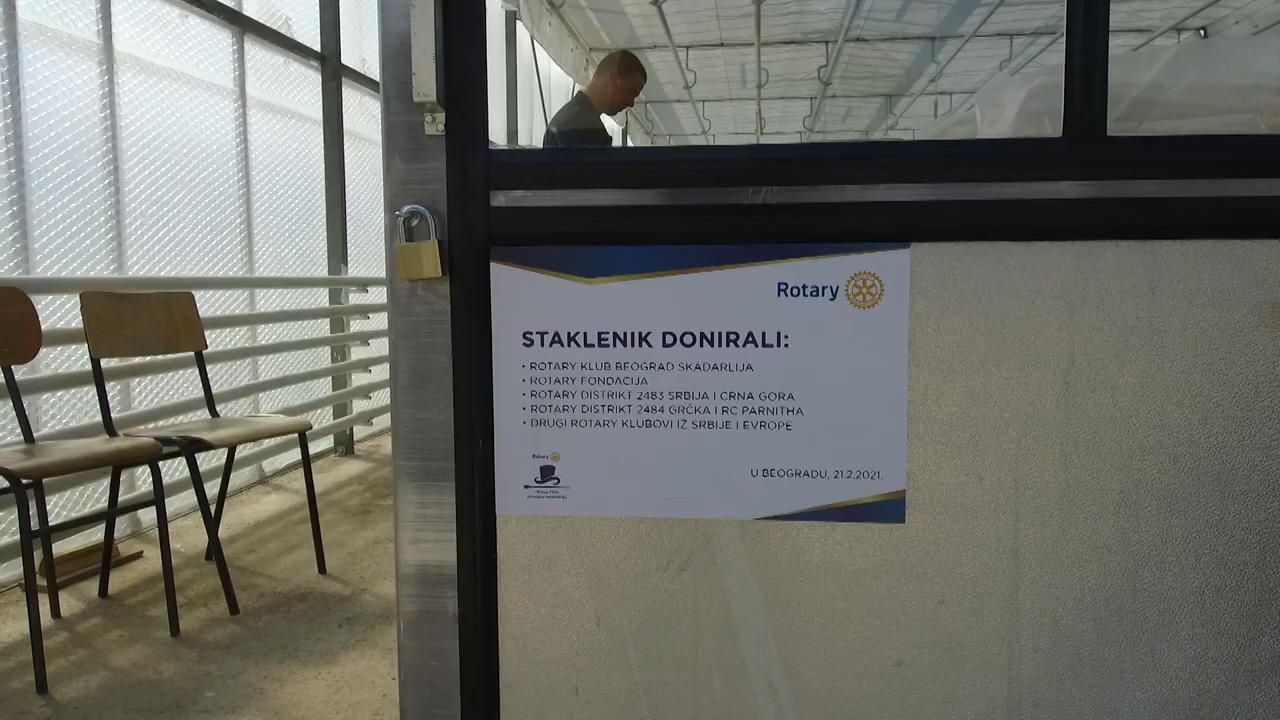 Rotary
STAKLENIK DONIRALI:
• ROTARY KLUB BEOGRAD SKADARLIJA
• ROTARY FONDACIJA
• ROTARY DISTRIKT 2483 SRBIJA I CRNA GORA
• ROTARY DISTRIKT 2484 GRČKA I RC PARNITHA
• DRUGI ROTARY KLUBOVI IZ SRBIJE I EVROPE
Rotary
U BEOGRADU, 21.2.2021.